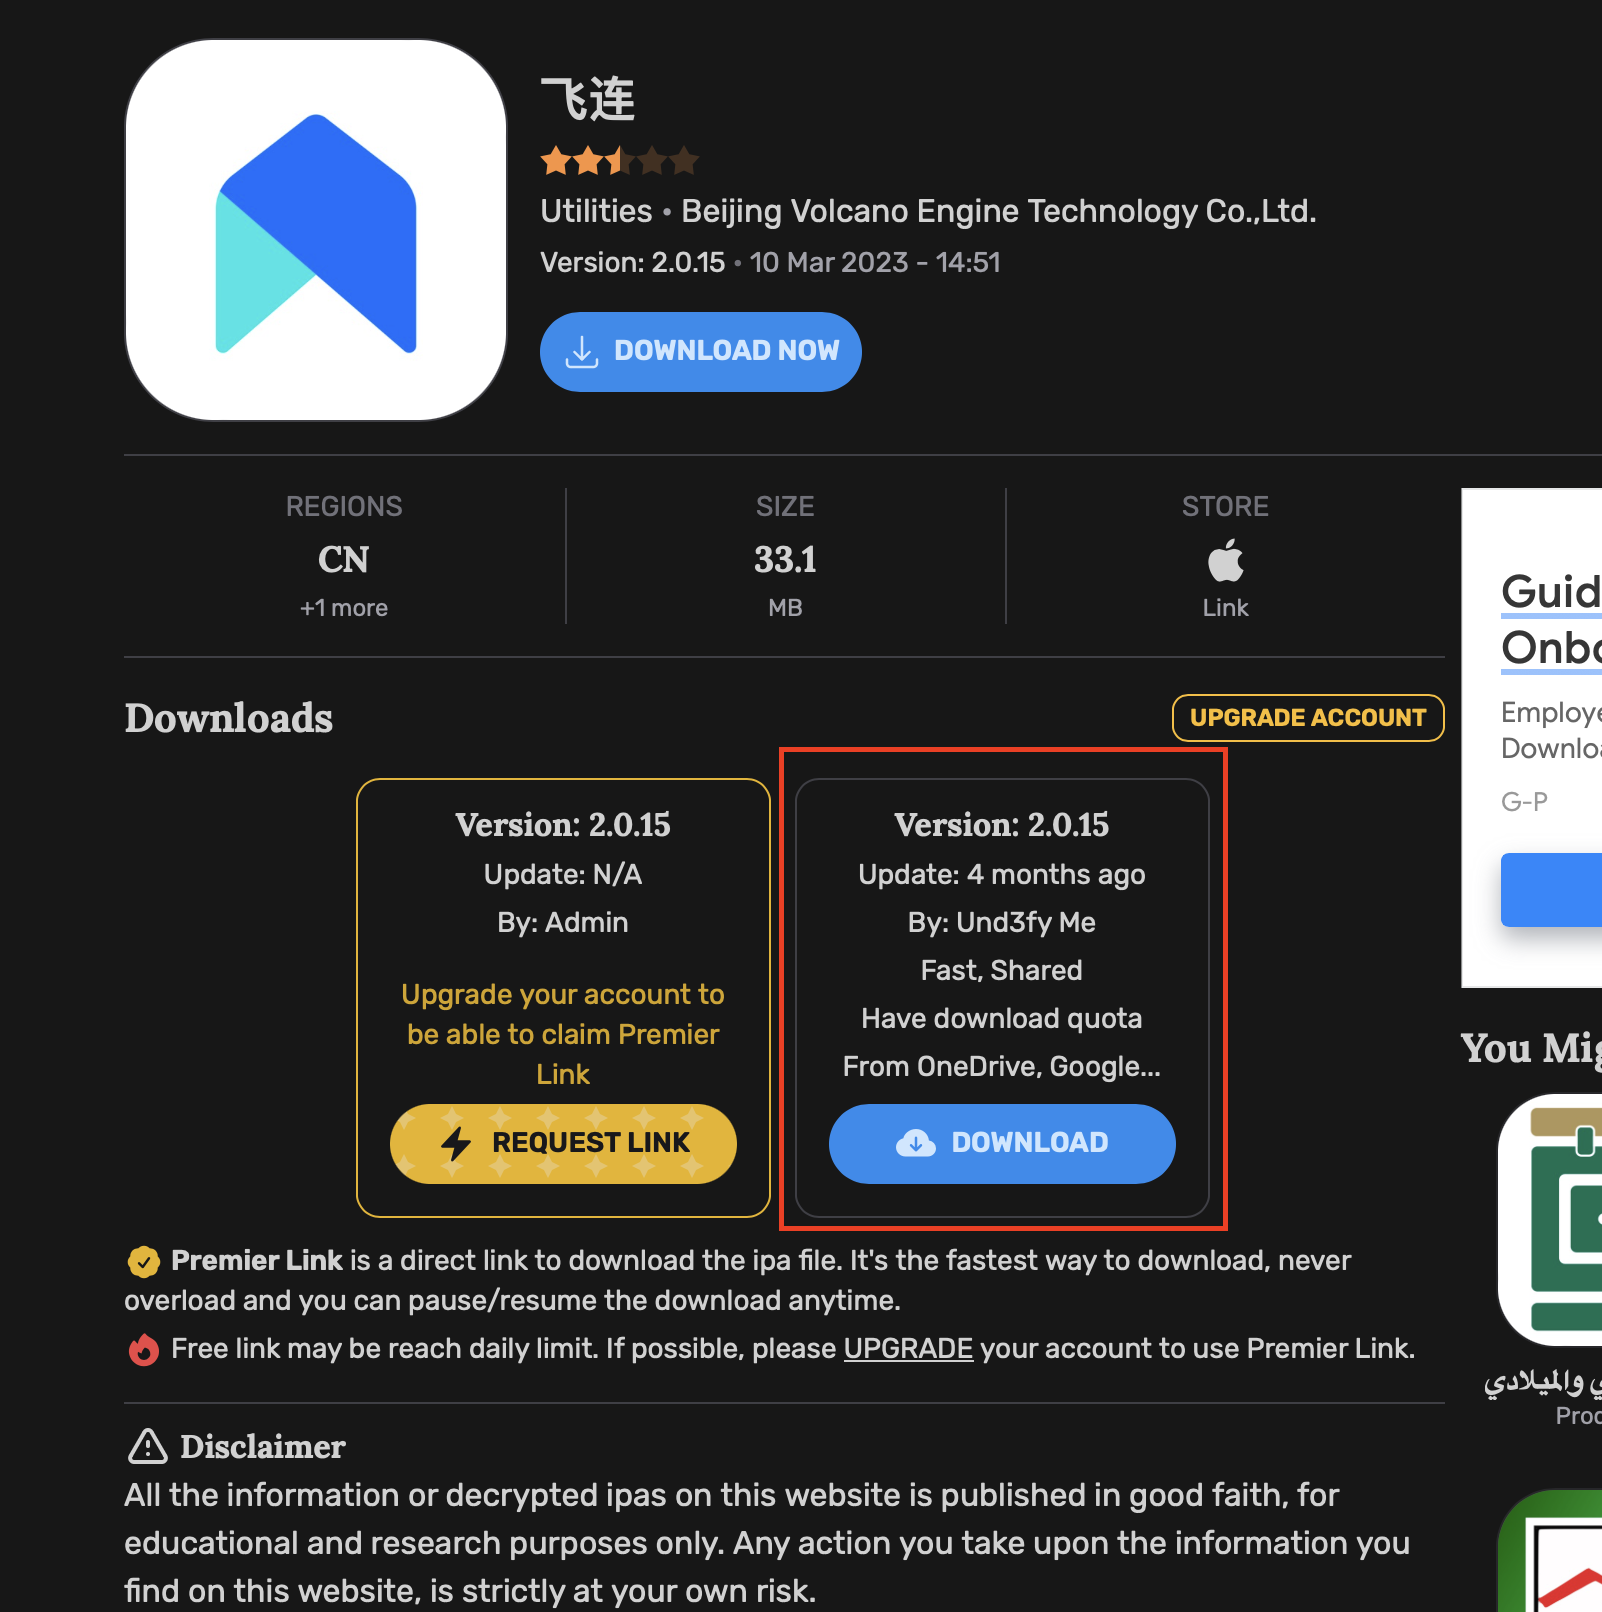 飞连
Utilities • Beijing Volcano Engine Technology Co.,Ltd.
Version: 2.0.15 • 10 Mar 2023 - 14:51
DOWNLOAD NOW
REGIONS
CN
+1 more
SIZE
33.1
MB
STORE
Link
Downloads
UPGRADE ACCOUNT
Version: 2.0.15
Update: N/A
By: Admin
Upgrade your account to
be able to claim Premier
Link
REQUEST LINK
Version: 2.0.15
Update: 4 months ago
By: Und3fy Me
Fast, Shared
Have download quota
From OneDrive, Google...
DOWNLOAD
Premier Link is a direct link to download the ipa file. It's the fastest way to download, never
overload and you can pause/resume the download anytime.
Free link may be reach daily limit. If possible, please UPGRADE your account to use Premier Link.
Disclaimer
All the information or decrypted ipas on this website is published in good faith, for
educational and research purposes only. Any action you take upon the information you
find on this website, is strictly at your own risk.
Guid
Onbo
Employe
Downloa
G-P
You Mig
ي والميلادي
Prod